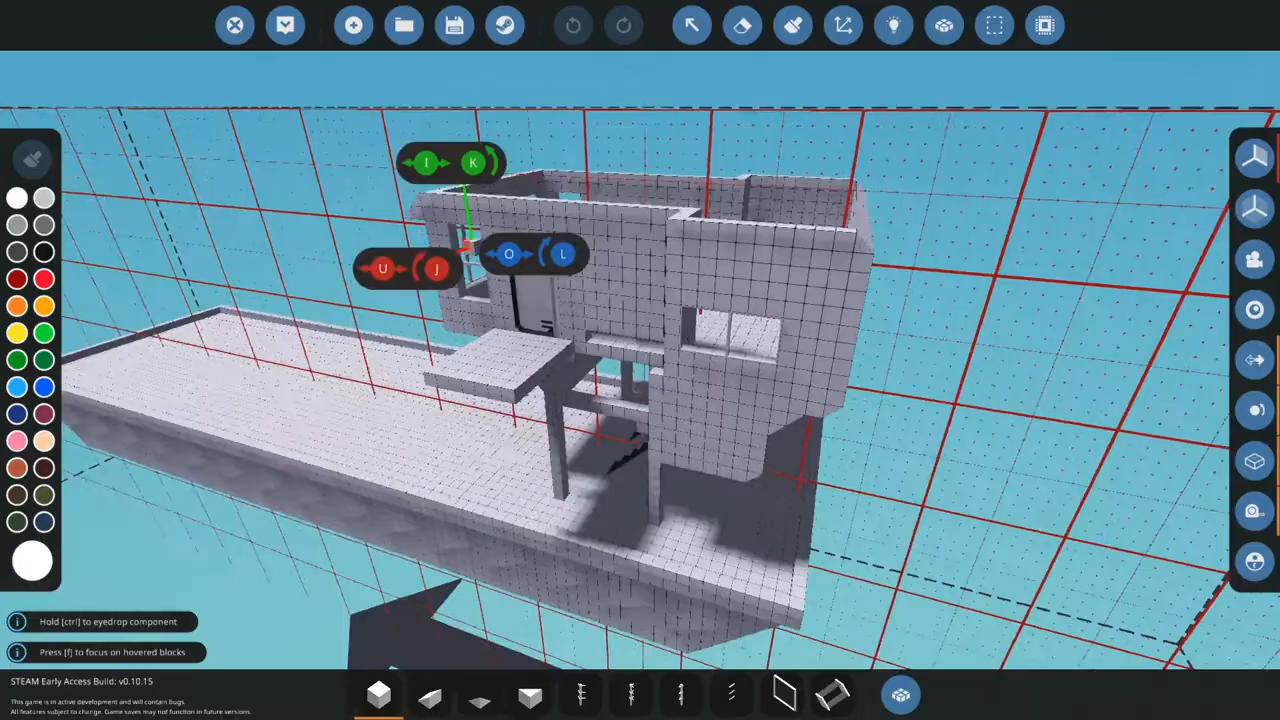 I K
U J
O L
Hold [ctrl] to eyedrop component
Press [f] to focus on hovered blocks
STEAM Early Access Build: v0.10.15
This game is in active development and will contain bugs.
All features subject to change. Game saves may not function in future versions.